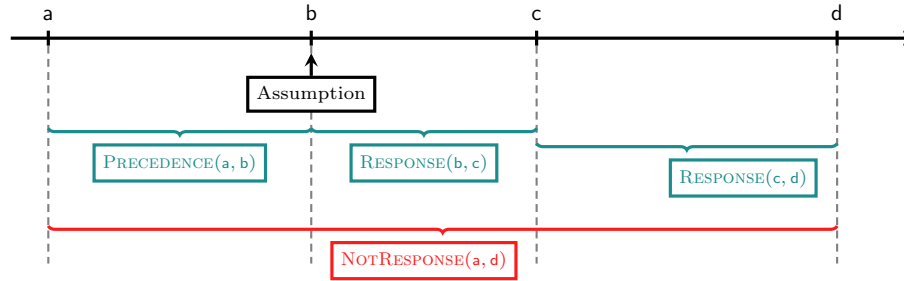 a b c d
Assumption
PRECEDENCE(a, b) RESPONSE(b, c)
RESPONSE(c, d)
NOTRESPONSE(a, d)